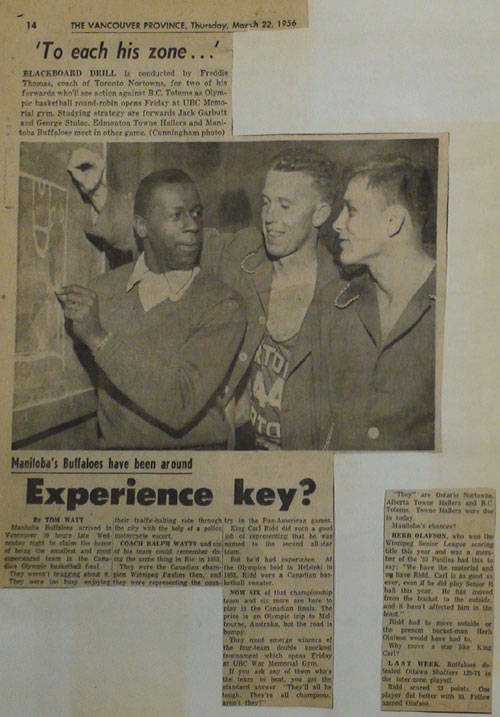 14 THE VANCOUVER PROVINCE, Thursday, March 22, 1956
'To each his zone...'
BLACKBOARD DRILL is conducted by Freddie
Thomas, coach of Toronto Nortowns, for two of his
forwards who'll see action against B.C. Totems as Olym-
pic basketball round-robin opens Friday at UBC Memo-
rial gym. Studying strategy are forwards Jack Garbutt
and George Stulac. Edmonton Towne Hallers and Mani-
toba Buffaloes meet in other game. (Cunningham photo)
44
Manitoba's Buffaloes have been around
Experience key?
By TOM WATT
Manitoba Buffaloes arrived in
Vancouver 10 hours late Wed-
nesday night to claim the honor
of being the smallest and most
experienced team in the Cana-
dian Olympic basketball final
They weren't bragging about it.
They were too busy enjoying
their traffic-halting ride through
the city with the help of a police
motorcycle escort.
COACH RALPH WATTS and six
of his team could remember do-
ing the same thing in Rio in 1953.
They were the Canadian cham-
pion Winnipeg Paulins then, and
they were representing the coun-
try in the Pan-American games.
King Carl Ridd did such a good
job of representing that he was
named to the second all-star
team.
But he'd had experience. At
the Olympics held in Helsinki in
1952, Ridd wore a Canadian bas-
ketball sweater.
NOW SIX of that championship
team and six more are here to
play in the Canadian finals. The
price is an Olympic trip to Mel-
bourne, Australia, but the road is
bumpy.
They must emerge winners of
the four-team double knockout
tournament which opens Friday
at UBC War Memorial Gym.
If you ask any of them who's
the team to beat, you get the
standard answer "They'll all be
tough. They're all champions,
aren't they?"
"They" are Ontario Nortowns,
Alberta Towne Hallers and B.C.
Totems. Towne Hallers were due
in today.
Manitoba's chances?
HERB OLAFSON, who won the
Winnipeg Senior League scoring
title this year and was a mem-
ber of the '53 Paulins had this to
say: "We have the material and
we have Ridd. Carl is as good as
ever, even if he did play Senior B
ball this year. He has moved
from the bucket to the outside,
and it hasn't affected him in the
least."
Ridd had to move outside or
the present bucket-man Herb
Olafson would have had to.
Why move a star like King
Carl?
LAST WEEK, Buffaloes de-
feated Ottawa Shaffers
the inter-zone playoff.
Ridd scored points. One
player did better with Fellow
named Olafson.